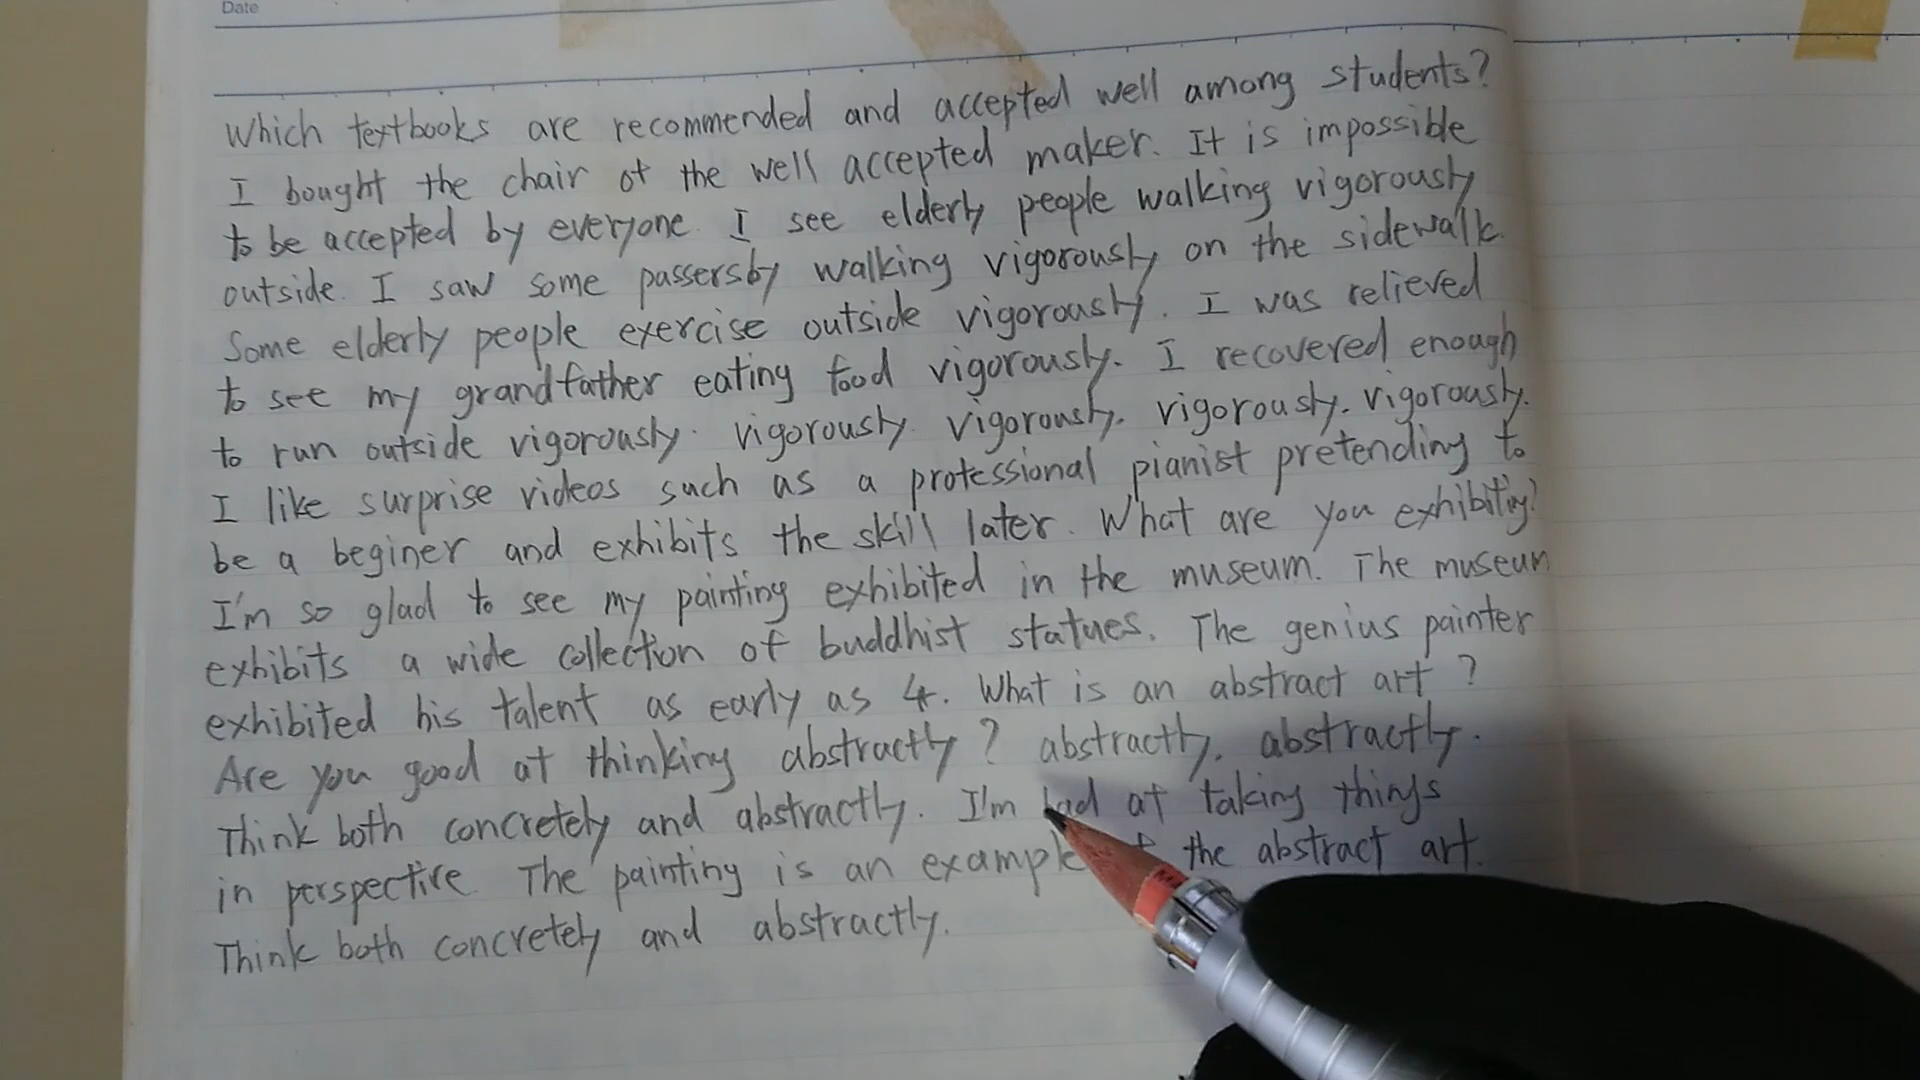 Date
Which textbooks are recommended and accepted well among students?
I bought the chair of the well accepted maker. It is impossible
to be accepted by everyone. I see elderly people walking vigorously
outside. I saw some passersby walking vigorously on the sidewalk.
Some elderly people exercise outside vigorously. I was relieved
to see my grandfather eating food vigorously. I recovered enough
to run outside vigorously. vigorously. vigorously. vigorously. vigorously.
I like surprise videos such as a professional pianist pretending to
be a beginer and exhibits the skill later. What are you exhibiting?
I'm so glad to see my painting exhibited in the museum. The museum
exhibits a wide collection of buddhist statues. The genius painter
exhibited his talent as early as 4. What is an abstract art?
Are you good at thinking abstractly? abstractly. abstractly.
Think both concretely and abstractly. I'm bad at taking things
in perspective. The painting is an example the abstract art.
Think both concretely and abstractly.